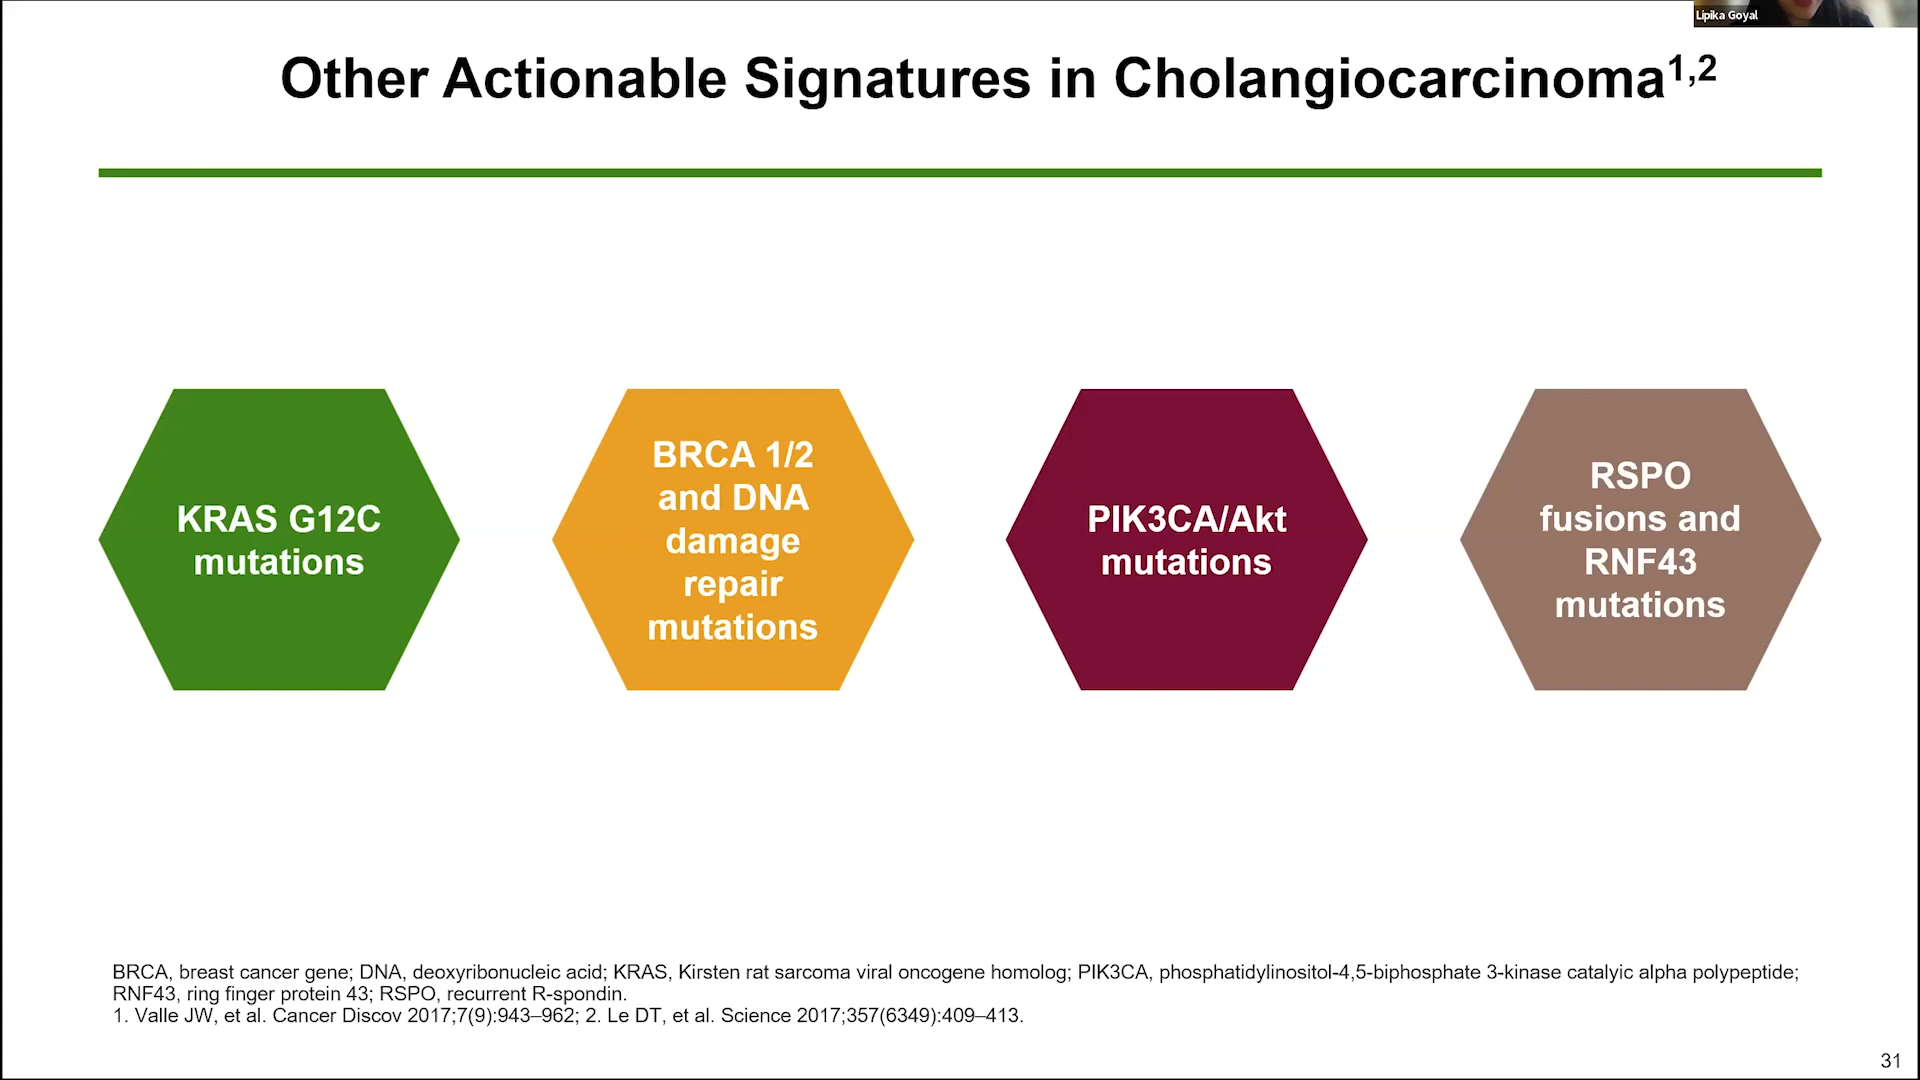 Lipika Goyal
Other Actionable Signatures in Cholangiocarcinoma1,2
KRAS G12C
mutations
BRCA 1/2
and DNA
damage
repair
mutations
PIK3CA/Akt
mutations
RSPO
fusions and
RNF43
mutations
BRCA, breast cancer gene; DNA, deoxyribonucleic acid; KRAS, Kirsten rat sarcoma viral oncogene homolog; PIK3CA, phosphatidylinositol-4,5-biphosphate 3-kinase catalyic alpha polypeptide;
RNF43, ring finger protein 43; RSPO, recurrent R-spondin.
1. Valle JW, et al. Cancer Discov 2017;7(9):943–962; 2. Le DT, et al. Science 2017;357(6349):409–413.
31